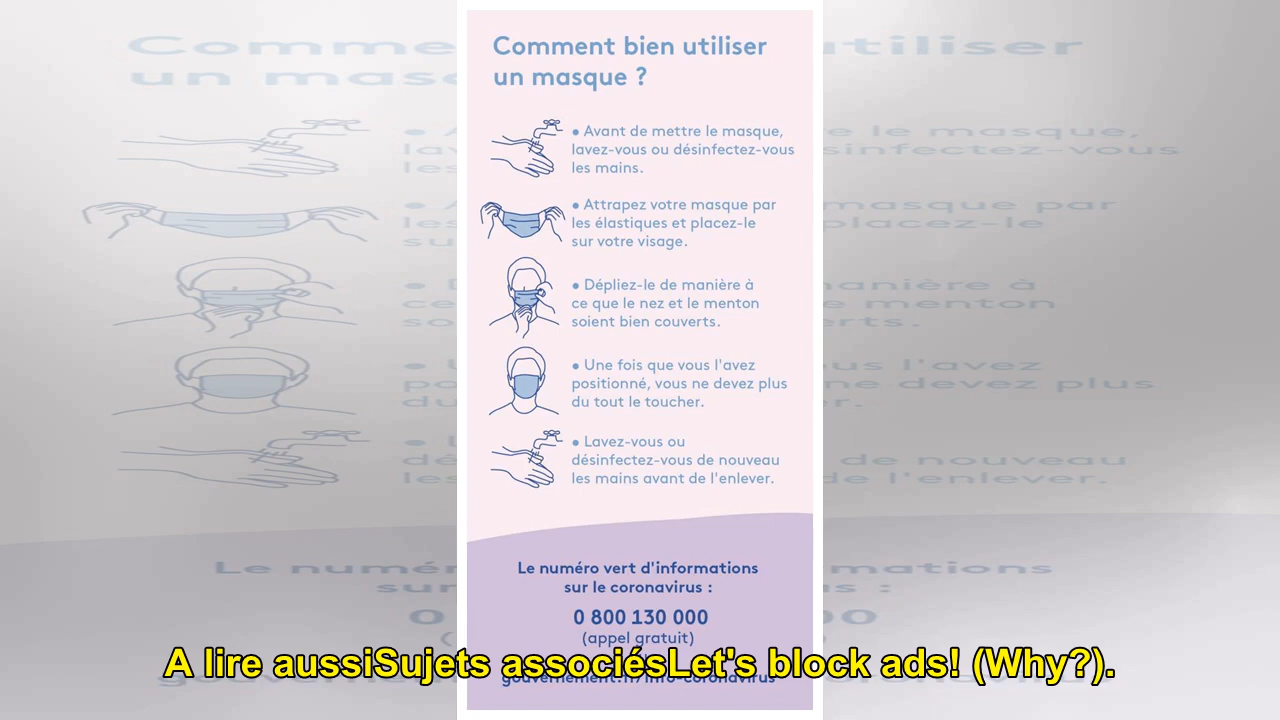 Comment bien utiliser
un masque ?
• Avant de mettre le masque,
lavez-vous ou désinfectez-vous
les mains.
• Attrapez votre masque par
les élastiques et placez-le
sur votre visage.
• Dépliez-le de manière à
ce que le nez et le menton
soient bien couverts.
• Une fois que vous l'avez
positionné, vous ne devez plus
du tout le toucher.
• Lavez-vous ou
désinfectez-vous de nouveau
les mains avant de l'enlever.
Le numéro vert d'informations
sur le coronavirus :
0 800 130 000
(appel gratuit)
A lire aussiSujets associésLet's block ads! (Why?).
gouvernement.fr/info-coronavirus